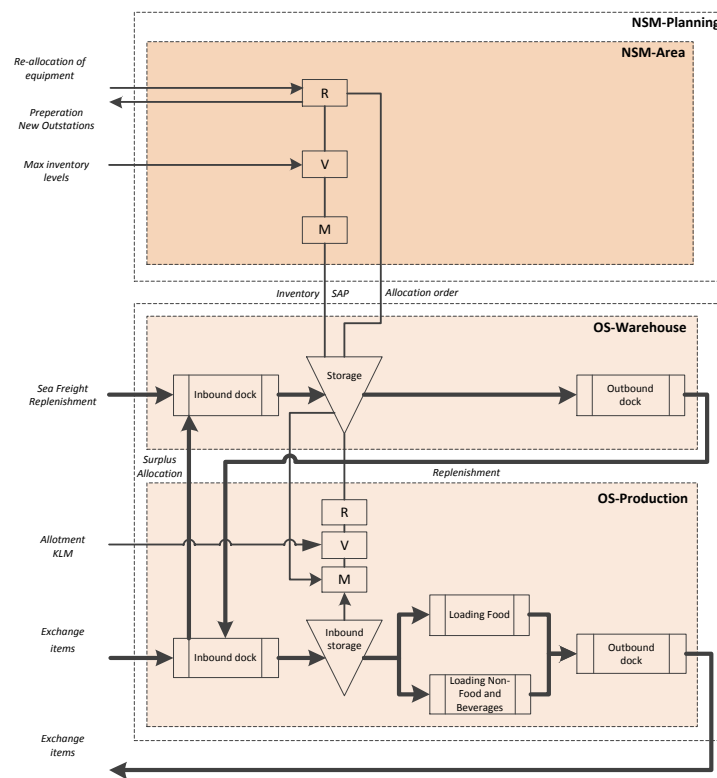 NSM-Planning
NSM-Area
Re-allocation of
equipment
R
Preperation
New Outstations
Max inventory
levels
V
M
Inventory
SAP
Allocation order
OS-Warehouse
Storage
Sea Freight
Replenishment
Inbound dock
Outbound
dock
Surplus
Allocation
Replenishment
OS-Production
R
Allotment
KLM
V
M
Exchange
items
Inbound dock
Inbound
storage
Loading Food
Outbound
dock
Loading Non-
Food and
Beverages
Exchange
items